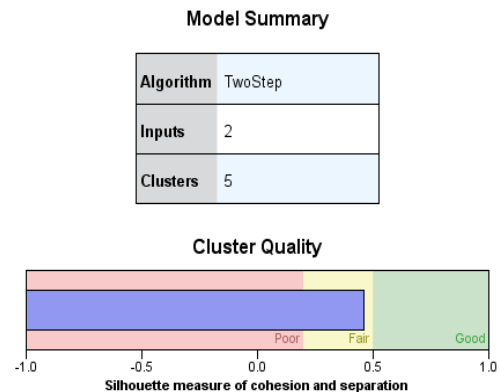 Model Summary
Algorithm TwoStep
Inputs 2
Clusters 5
Cluster Quality
Poor Fair Good
-1.0 -0.5 0.0 0.5 1.0
Silhouette measure of cohesion and separation